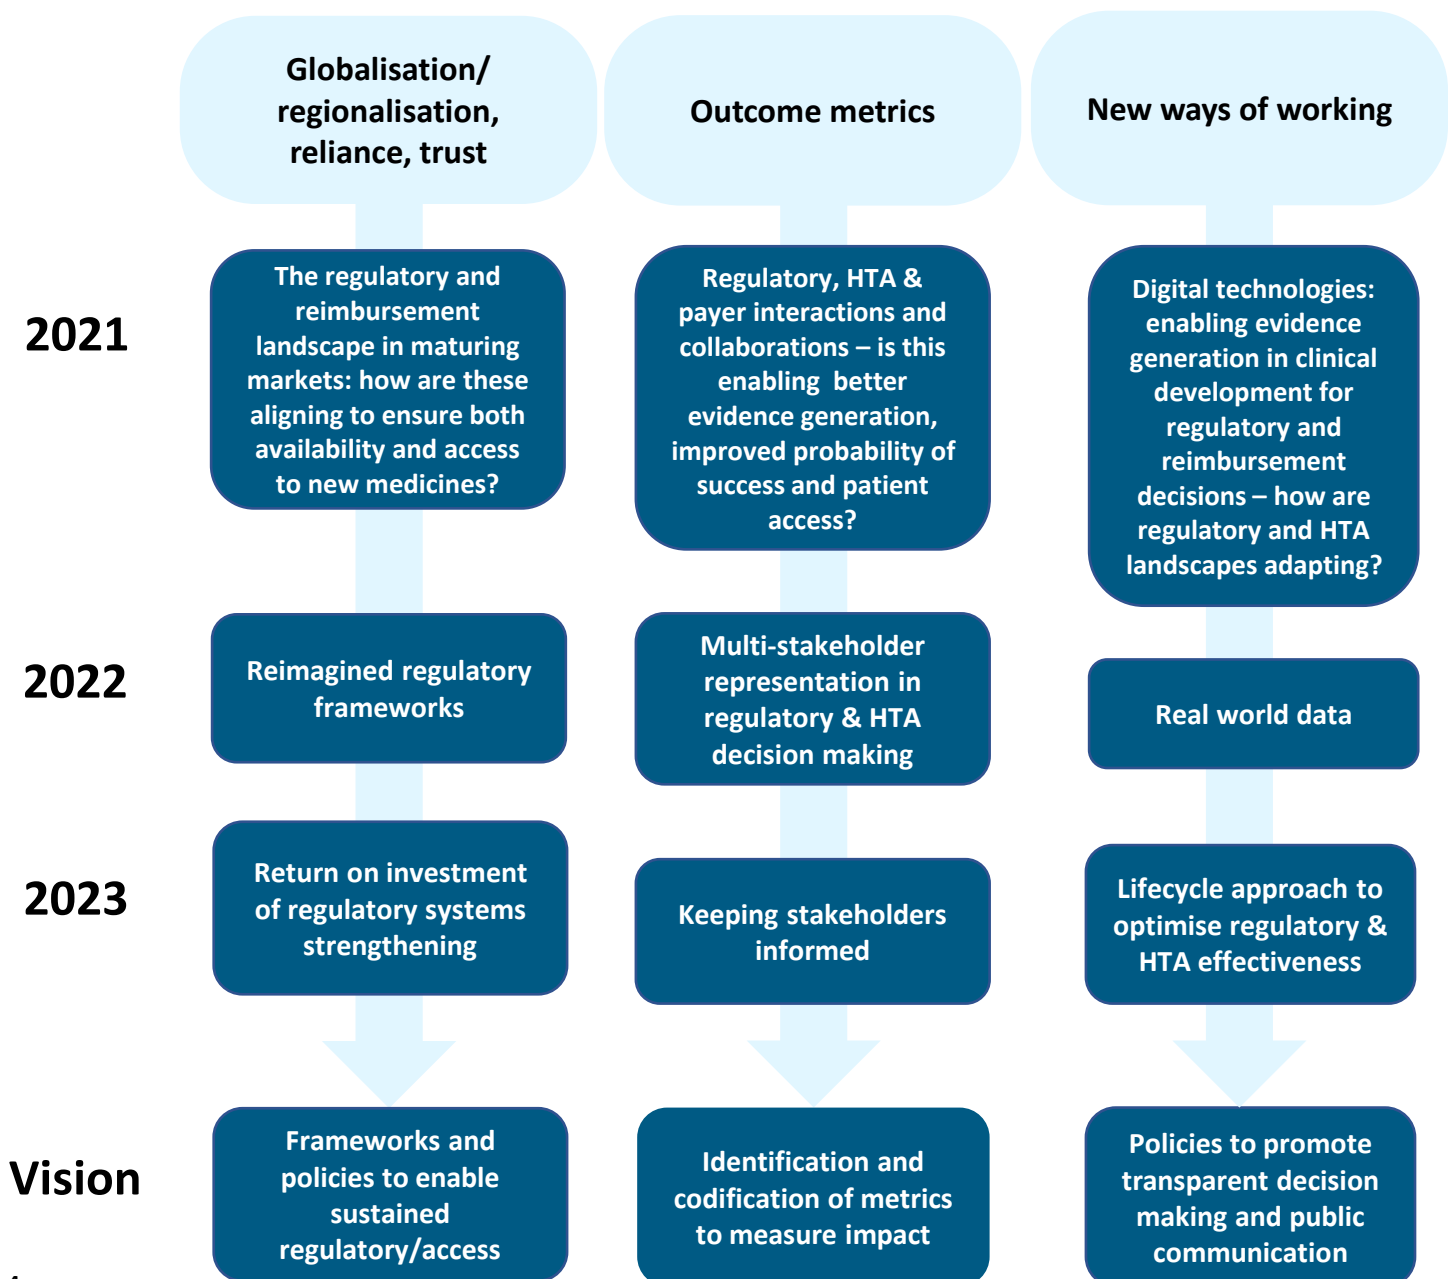 Globalisation/
regionalisation,
reliance, trust
Outcome metrics
New ways of working
2021
The regulatory and
reimbursement
landscape in maturing
markets: how are these
aligning to ensure both
availability and access
to new medicines?
Regulatory, HTA &
payer interactions and
collaborations – is this
enabling better
evidence generation,
improved probability of
success and patient
access?
Digital technologies:
enabling evidence
generation in clinical
development for
regulatory and
reimbursement
decisions – how are
regulatory and HTA
landscapes adapting?
2022
Reimagined regulatory
frameworks
Multi-stakeholder
representation in
regulatory & HTA
decision making
Real world data
2023
Return on investment
of regulatory systems
strengthening
Keeping stakeholders
informed
Lifecycle approach to
optimise regulatory &
HTA effectiveness
Vision
Frameworks and
policies to enable
sustained
regulatory/access
Identification and
codification of metrics
to measure impact
Policies to promote
transparent decision
making and public
communication